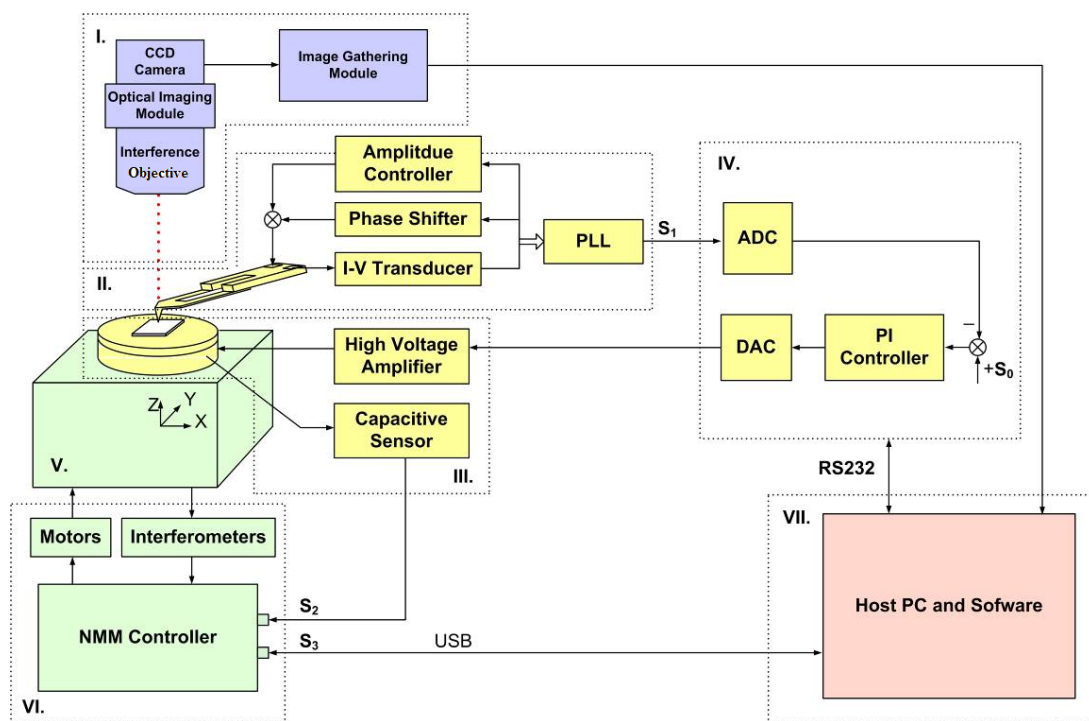 I.
CCD
Camera
Image Gathering
Module
Optical Imaging
Module
Interference
Objective
II.
Amplitdue
Controller
Phase Shifter
I-V Transducer
PLL
S1
IV.
ADC
DAC
PI
Controller
−
+S0
High Voltage
Amplifier
Capacitive
Sensor
III.
Z
Y
X
V.
RS232
Motors
Interferometers
NMM Controller
S2
S3
USB
VI.
VII.
Host PC and Sofware